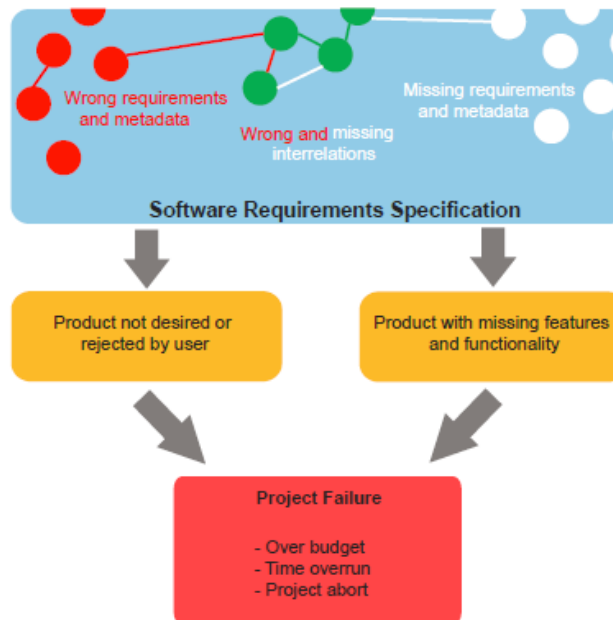 Wrong requirements
and metadata
Wrong and missing
interrelations
Missing requirements
and metadata
Software Requirements Specification
Product not desired or
rejected by user
Product with missing features
and functionality
Project Failure
- Over budget
- Time overrun
- Project abort